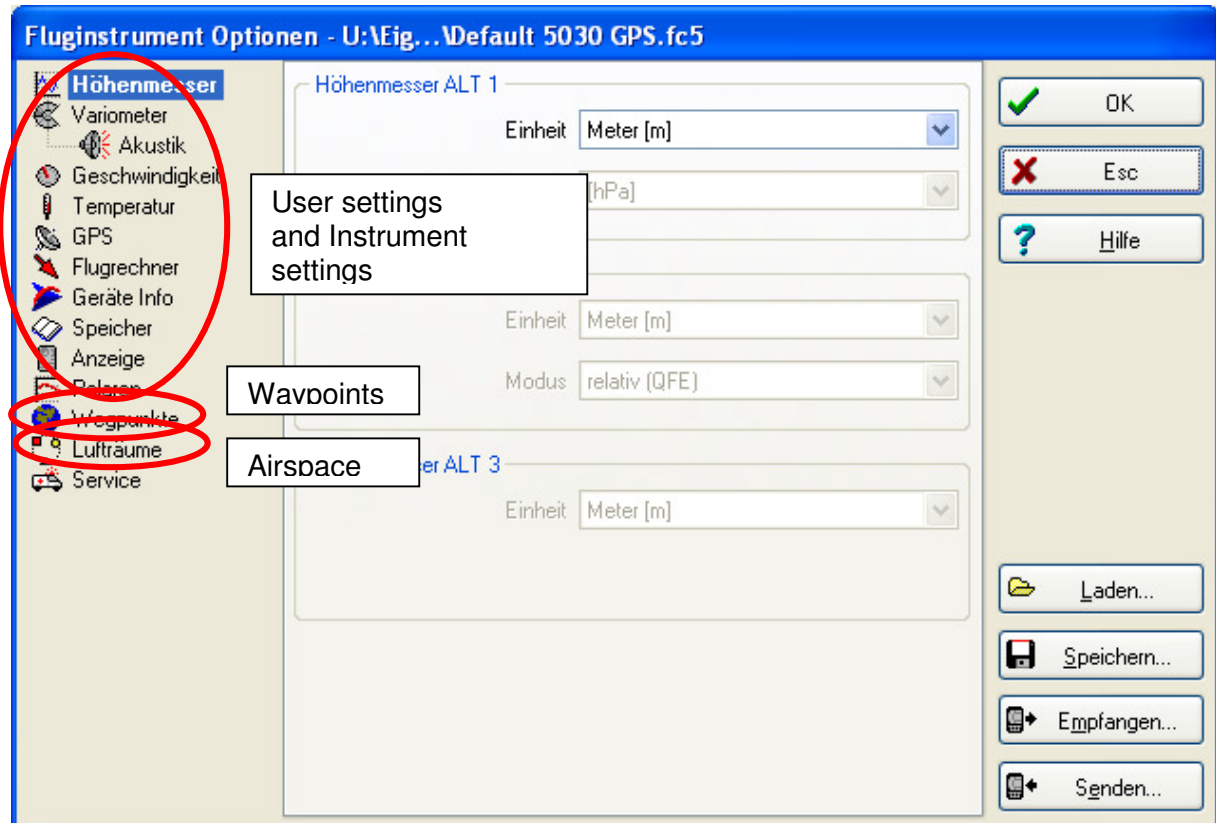 Fluginstrument Optionen - U:\Eig...\Default 5030 GPS.fc5
Höhenmesser
Variometer
Akustik
Geschwindigkeit
Temperatur
GPS
Flugrechner
Geräte Info
Speicher
Anzeige
Polaren
Wegpunkte
Lufträume
Service
User settings
and Instrument
settings
Waypoints
Airspace
Höhenmesser ALT 1
Einheit Meter [m]
[hPa]
Einheit Meter [m]
Modus relativ (QFE)
ser ALT 3
Einheit Meter [m]
OK
Esc
Hilfe
Laden...
Speichern...
Empfangen...
Senden...